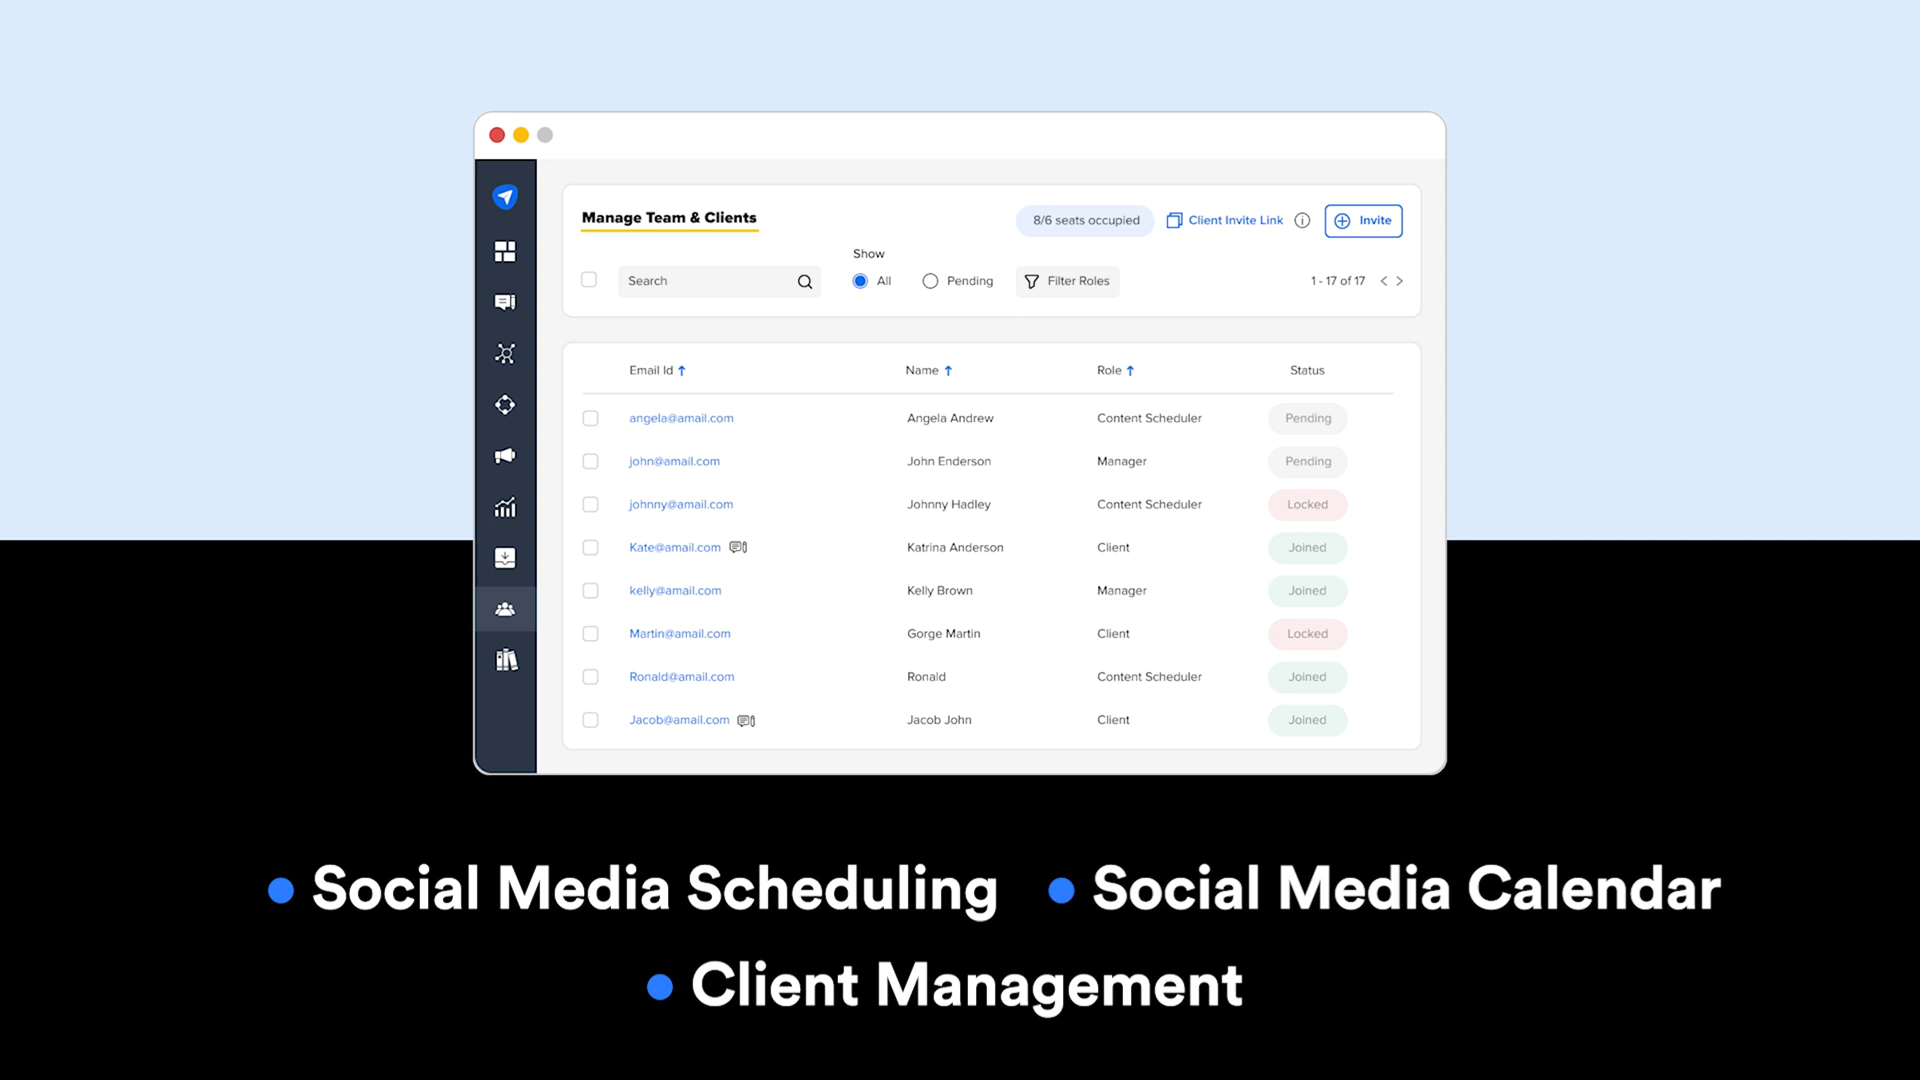 Manage Team & Clients
8/6 seats occupied
Client Invite Link
Invite
Show
Search
All
Pending
Filter Roles
1 - 17 of 17
Email Id Name Role Status
angela@amail.com Angela Andrew Content Scheduler Pending
john@amail.com John Enderson Manager Pending
johnny@amail.com Johnny Hadley Content Scheduler Locked
Kate@amail.com Katrina Anderson Client Joined
kelly@amail.com Kelly Brown Manager Joined
Martin@amail.com Gorge Martin Client Locked
Ronald@amail.com Ronald Content Scheduler Joined
Jacob@amail.com Jacob John Client Joined
Social Media Scheduling
Social Media Calendar
Client Management